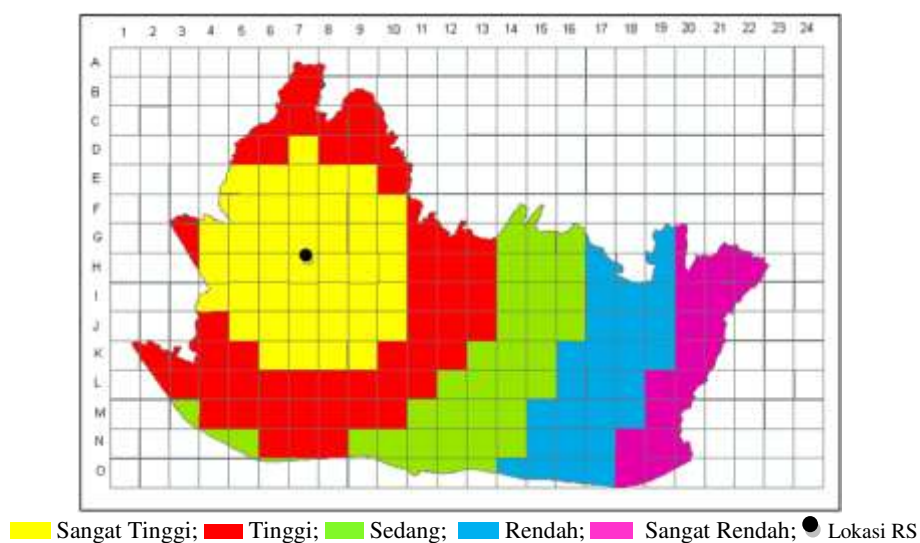 1 2 3 4 5 6 7 8 9 10 11 12 13 14 15 16 17 18 19 20 21 22 23 24
A
B
C
D
E
F
G
H
I
J
K
L
M
N
O
Sangat Tinggi; Tinggi; Sedang; Rendah; Sangat Rendah; Lokasi RS